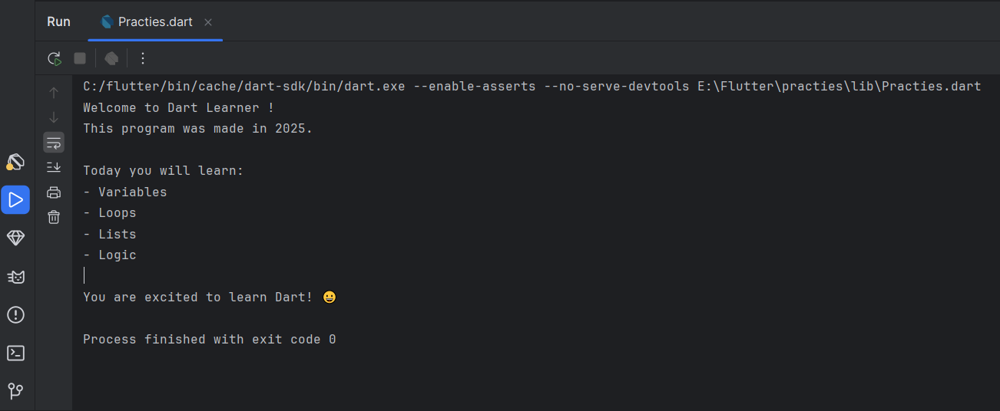 Run Practies.dart
C:/flutter/bin/cache/dart-sdk/bin/dart.exe --enable-asserts --no-serve-devtools E:\Flutter\practies\lib\Practies.dart
Welcome to Dart Learner !
This program was made in 2025.
Today you will learn:
- Variables
- Loops
- Lists
- Logic
You are excited to learn Dart! 😀
Process finished with exit code 0